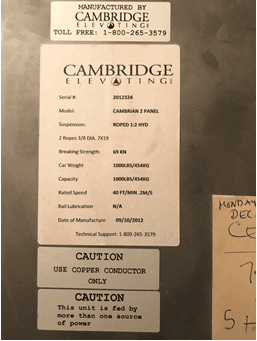 MANUFACTURED BY
CAMBRIDGE
ELEVATING
TOLL FREE: 1-800-265-3579
CAMBRIDGE
ELEVATING INC
Serial #: 2012324
Model: CAMBRIAN 2 PANEL
Suspension: ROPED 1:2 HYD
2 Ropes 3/8 DIA. 7X19
Breaking Strength: 69 KN
Car Weight 1000LBS/454KG
Capacity 1000LBS/454KG
Rated Speed 40 FT/MIN .2M/S
Rail Lubrication N/A
Date of Manufacture 09/10/2012
Technical Support: 1-800-265-3579
CAUTION
USE COPPER CONDUCTOR
ONLY
CAUTION
This unit is fed by
more than one source
of power
MONDAY
DEC
CE
5